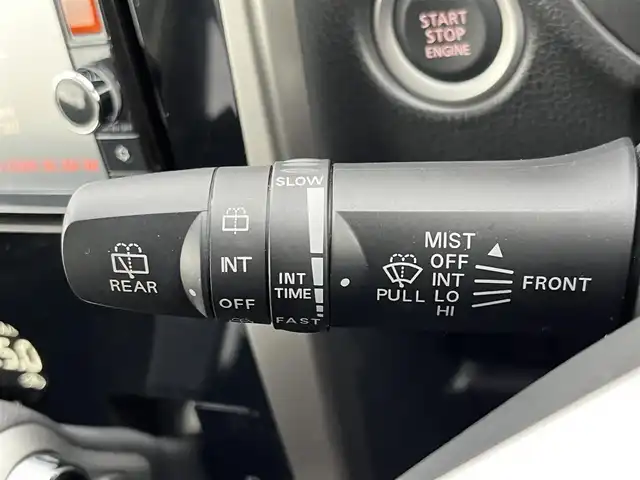 START
STOP
ENGINE
REAR
INT
OFF
SLOW
INT
TIME
FAST
PULL
MIST
OFF
INT
LO
HI
FRONT